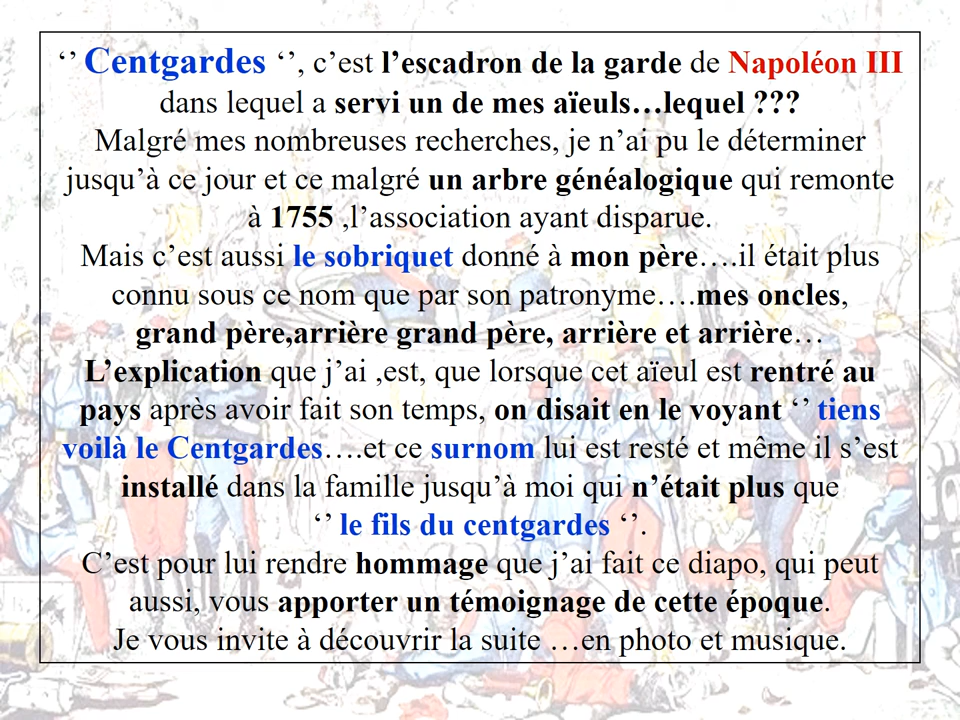 ‘’ Centgardes ‘’, c’est l’escadron de la garde de Napoléon III
dans lequel a servi un de mes aïeuls…lequel ???
Malgré mes nombreuses recherches, je n’ai pu le déterminer
jusqu’à ce jour et ce malgré un arbre généalogique qui remonte
à 1755 ,l’association ayant disparue.
Mais c’est aussi le sobriquet donné à mon père….il était plus
connu sous ce nom que par son patronyme….mes oncles,
grand père,arrière grand père, arrière et arrière…
L’explication que j’ai ,est, que lorsque cet aïeul est rentré au
pays après avoir fait son temps, on disait en le voyant ‘’ tiens
voilà le Centgardes….et ce surnom lui est resté et même il s’est
installé dans la famille jusqu’à moi qui n’était plus que
‘’ le fils du centgardes ‘’.
C’est pour lui rendre hommage que j’ai fait ce diapo, qui peut
aussi, vous apporter un témoignage de cette époque.
Je vous invite à découvrir la suite …en photo et musique.